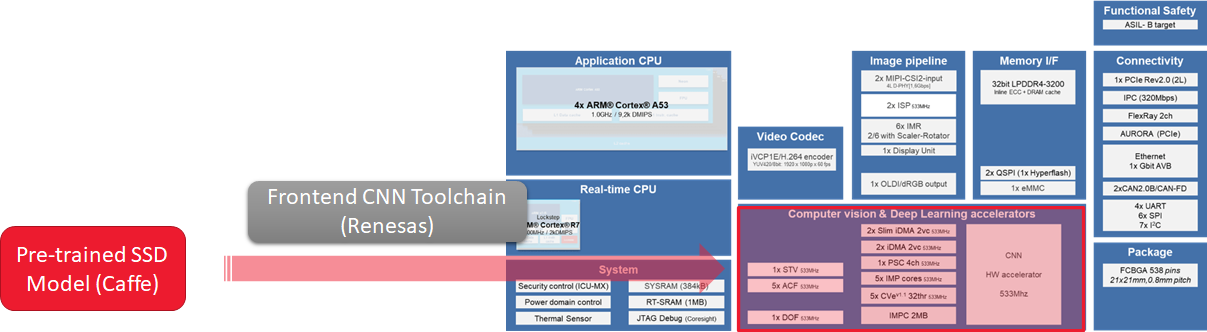 Functional Safety
ASIL- B target
Application CPU
4x ARM® Cortex® A53
1.0GHz / 9,2k DMIPS
Image pipeline
2x MIPI-CSI2-input
4L D-PHY[1.6Gbps]
2x ISP 533MHz
6x IMR
2/6 with Scaler-Rotator
1x Display Unit
1x OLDI/dRGB output
Memory I/F
32bit LPDDR4-3200
Inline ECC + DRAM cache
2x QSPI (1x Hyperflash)
1x eMMC
Connectivity
1x PCIe Rev2.0 (2L)
IPC (320Mbps)
FlexRay 2ch
AURORA (PCIe)
Ethernet
1x Gbit AVB
2xCAN2.0B/CAN-FD
4x UART
6x SPI
7x I²C
Video Codec
iVCP1E/H.264 encoder
YUV420/8bit: 1920 x 1080p x 60 fps
Real-time CPU
Lockstep
M® Cortex® R7
00MHz / 2kDMIPS
Frontend CNN Toolchain
(Renesas)
Pre-trained SSD
Model (Caffe)
System
Security control (ICU-MX)
Power domain control
Thermal Sensor
SYSRAM (384kB)
RT-SRAM (1MB)
JTAG Debug (Coresight)
Computer vision & Deep Learning accelerators
1x STV 533MHz
5x ACF 533MHz
1x DOF 533MHz
2x Slim iDMA 2vc 533MHz
2x iDMA 2vc 533MHz
1x PSC 4ch 533MHz
5x IMP cores 533MHz
5x CVe 32thr 533MHz
IMPC 2MB
CNN
HW accelerator
533Mhz
Package
FCBGA 538 pins
21x21mm,0.8mm pitch